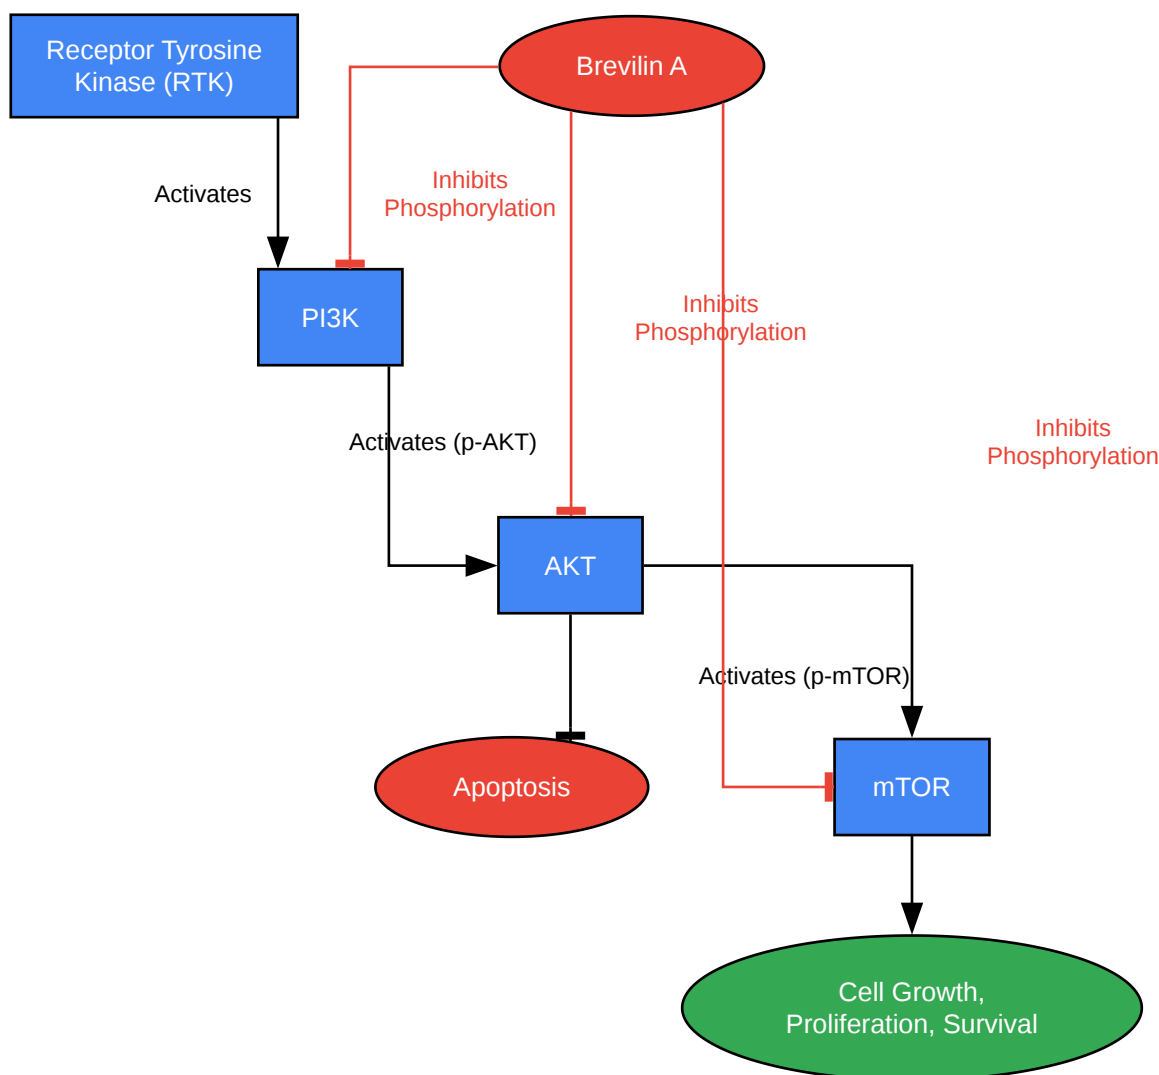 Receptor Tyrosine
Kinase (RTK)
Brevilin A
Activates
Inhibits
Phosphorylation
PI3K
Inhibits
Phosphorylation
Activates (p-AKT)
Inhibits
Phosphorylation
AKT
Activates (p-mTOR)
Apoptosis
mTOR
Cell Growth,
Proliferation, Survival